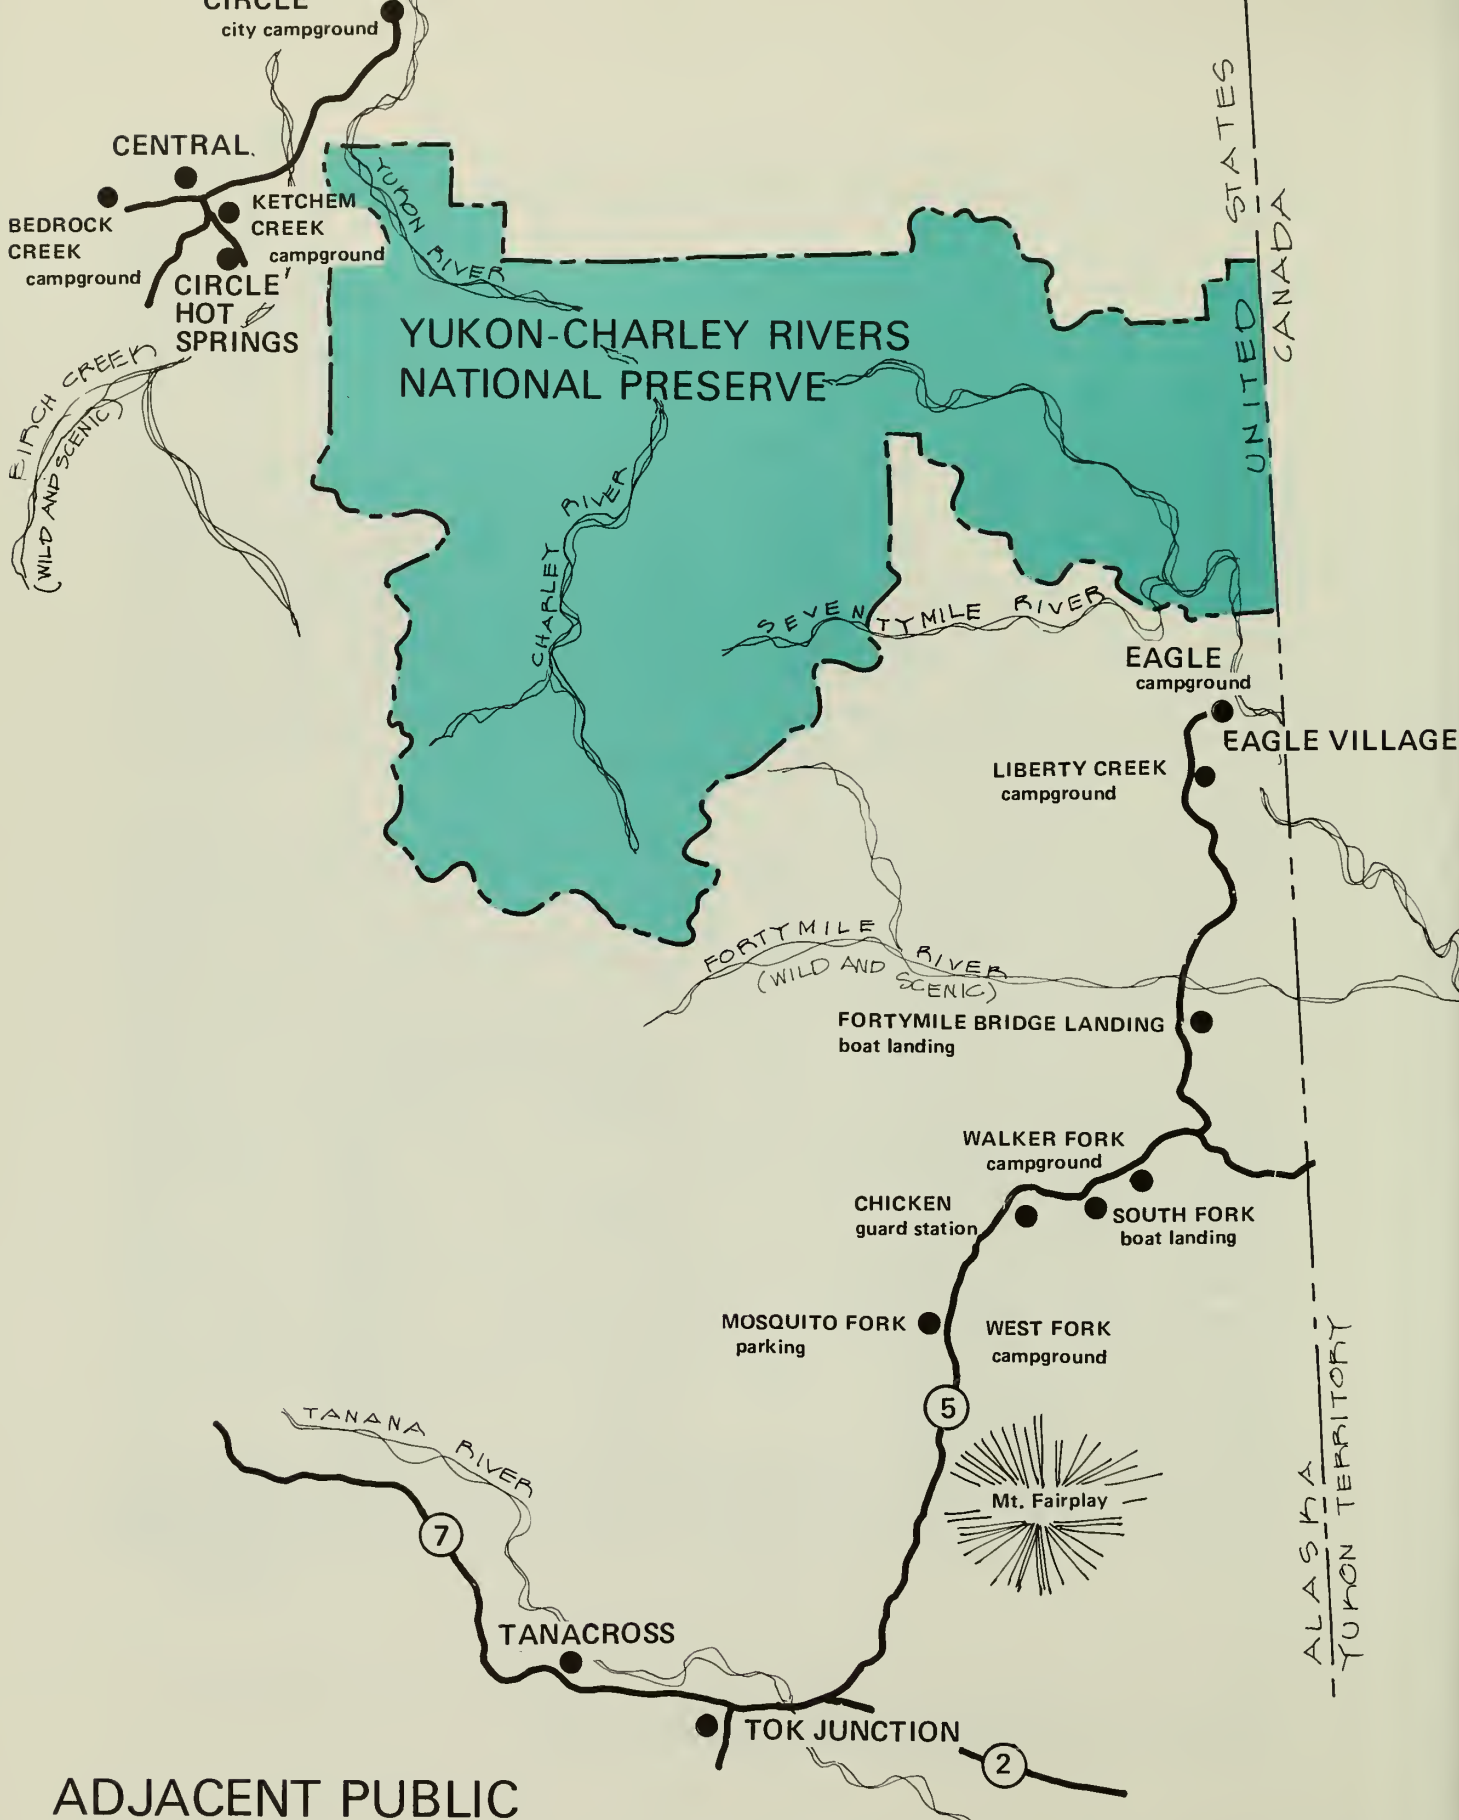 CIRCLE
city campground
CENTRAL
BEDROCK
CREEK
campground
KETCHEM
CREEK
campground
CIRCLE
HOT
SPRINGS
YUKON RIVER
UNITED STATES
CANADA
BIRCH CREEK
(WILD AND SCENIC)
YUKON-CHARLEY RIVERS
NATIONAL PRESERVE
CHARLEY RIVER
SEVENTYMILE RIVER
EAGLE
campground
EAGLE VILLAGE
LIBERTY CREEK
campground
FORTYMILE RIVER
(WILD AND SCENIC)
FORTYMILE BRIDGE LANDING
boat landing
WALKER FORK
campground
CHICKEN
guard station
SOUTH FORK
boat landing
MOSQUITO FORK
parking
WEST FORK
campground
5
TANANA RIVER
Mt. Fairplay
7
ALASKA
YUKON TERRITORY
TANACROSS
TOK JUNCTION
2
ADJACENT PUBLIC